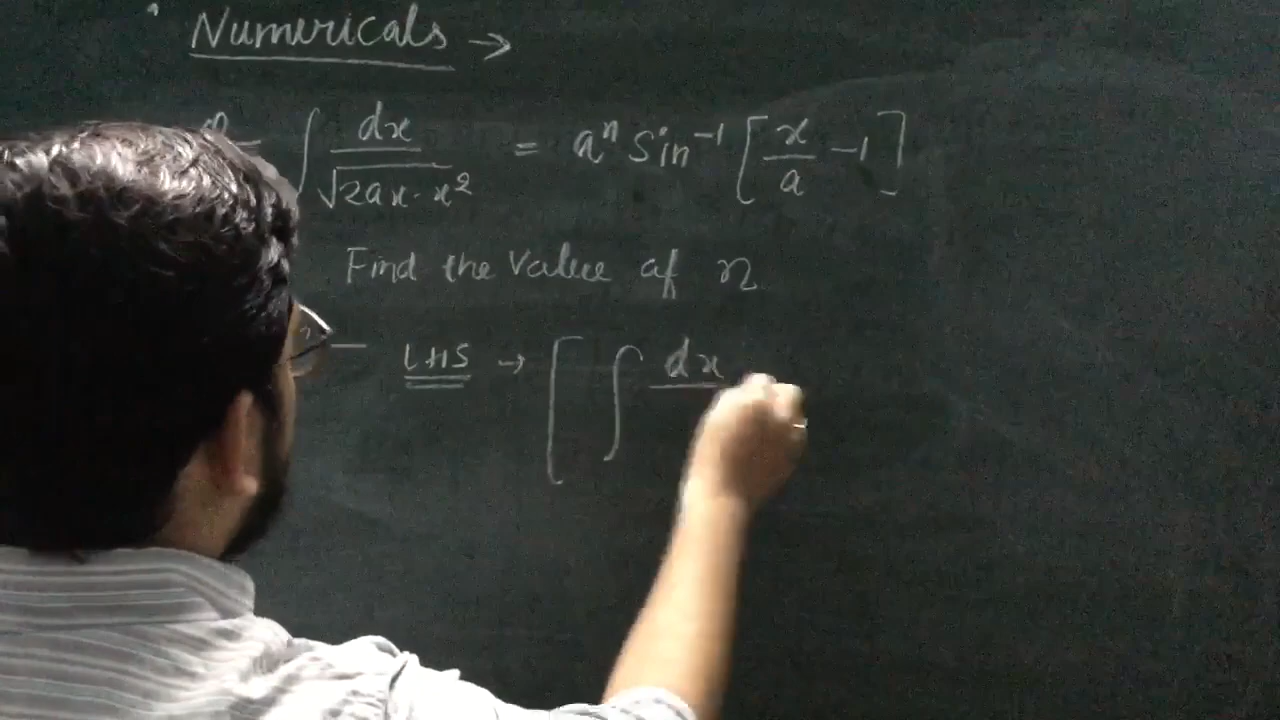 Numericals →
∫ dx / √2ax - x² = aⁿ Sin⁻¹ [x/a - 1]
Find the value of n
LHS → [ ∫ dx